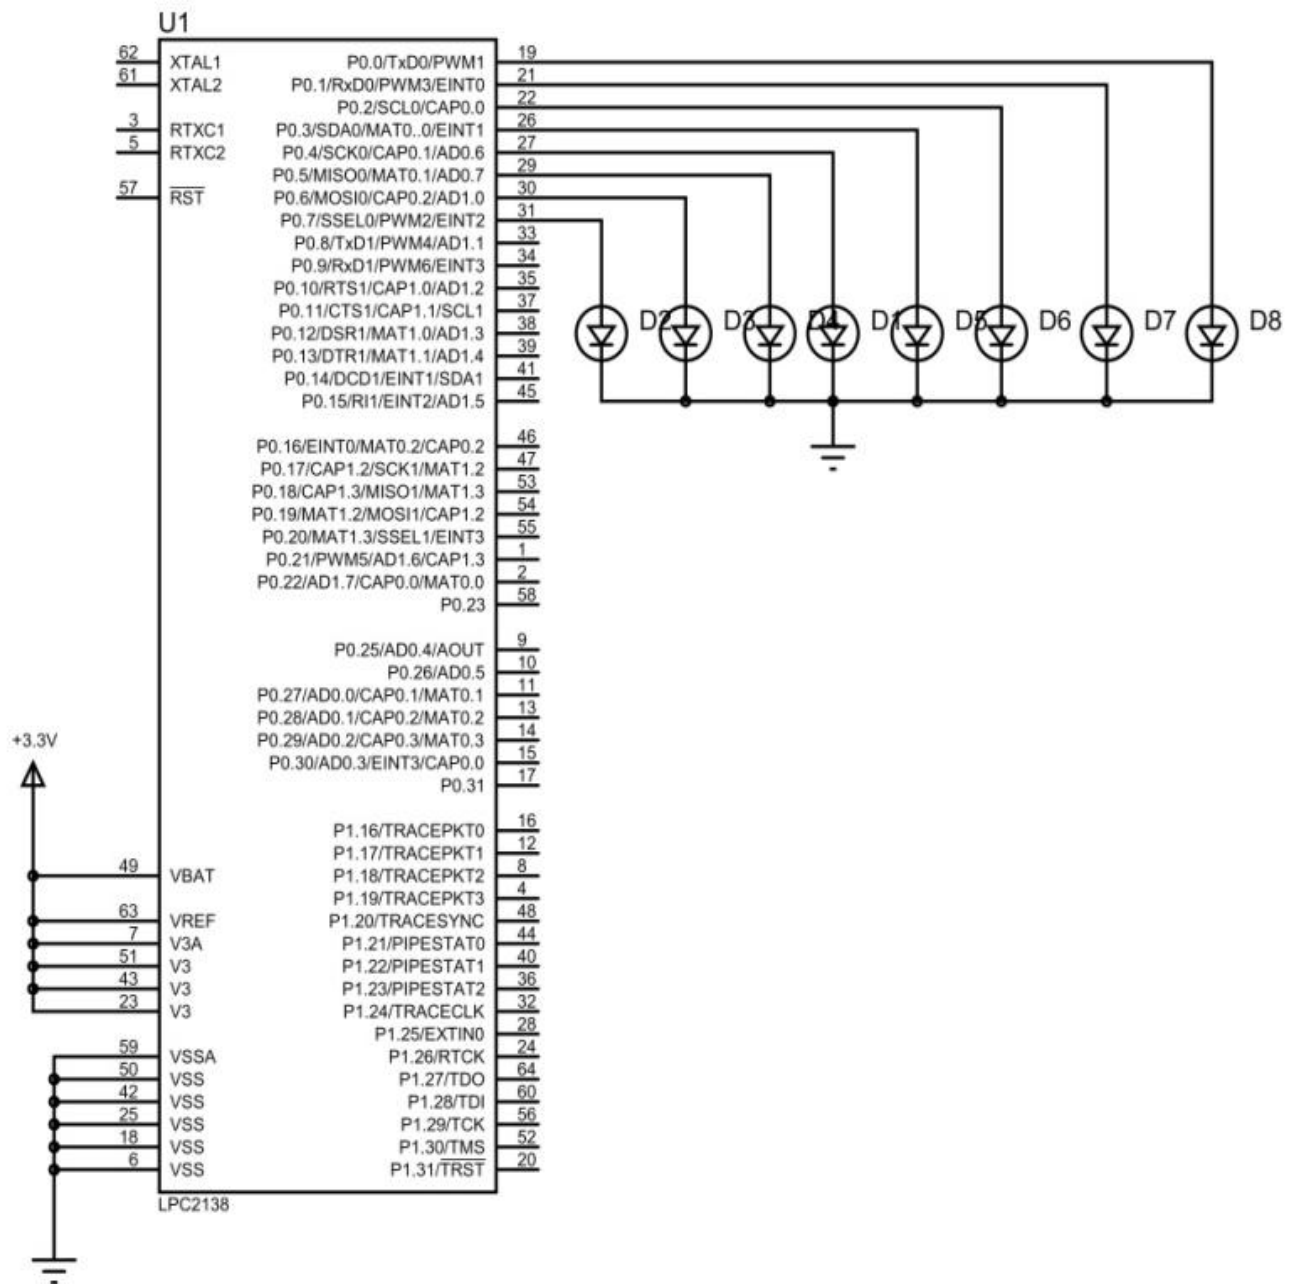 U1
62 XTAL1 P0.0/TxD0/PWM1 19
61 XTAL2 P0.1/RxD0/PWM3/EINT0 21
P0.2/SCL0/CAP0.0 22
3 RTXC1 P0.3/SDA0/MAT0..0/EINT1 26
5 RTXC2 P0.4/SCK0/CAP0.1/AD0.6 27
P0.5/MISO0/MAT0.1/AD0.7 29
57 RST P0.6/MOSI0/CAP0.2/AD1.0 30
P0.7/SSEL0/PWM2/EINT2 31
P0.8/TxD1/PWM4/AD1.1 33
P0.9/RxD1/PWM6/EINT3 34
P0.10/RTS1/CAP1.0/AD1.2 35
P0.11/CTS1/CAP1.1/SCL1 37
P0.12/DSR1/MAT1.0/AD1.3 38
D2 D3 D4 D1 D5 D6 D7 D8
P0.13/DTR1/MAT1.1/AD1.4 39
P0.14/DCD1/EINT1/SDA1 41
P0.15/RI1/EINT2/AD1.5 45
P0.16/EINT0/MAT0.2/CAP0.2 46
P0.17/CAP1.2/SCK1/MAT1.2 47
P0.18/CAP1.3/MISO1/MAT1.3 53
P0.19/MAT1.2/MOSI1/CAP1.2 54
P0.20/MAT1.3/SSEL1/EINT3 55
P0.21/PWM5/AD1.6/CAP1.3 1
P0.22/AD1.7/CAP0.0/MAT0.0 2
P0.23 58
P0.25/AD0.4/AOUT 9
P0.26/AD0.5 10
P0.27/AD0.0/CAP0.1/MAT0.1 11
P0.28/AD0.1/CAP0.2/MAT0.2 13
+3.3V P0.29/AD0.2/CAP0.3/MAT0.3 14
P0.30/AD0.3/EINT3/CAP0.0 15
P0.31 17
P1.16/TRACEPKT0 16
P1.17/TRACEPKT1 12
49 VBAT P1.18/TRACEPKT2 8
P1.19/TRACEPKT3 4
63 VREF P1.20/TRACESYNC 48
7 V3A P1.21/PIPESTAT0 44
51 V3 P1.22/PIPESTAT1 40
43 V3 P1.23/PIPESTAT2 36
23 V3 P1.24/TRACECLK 32
P1.25/EXTIN0 28
59 VSSA P1.26/RTCK 24
50 VSS P1.27/TDO 64
42 VSS P1.28/TDI 60
25 VSS P1.29/TCK 56
18 VSS P1.30/TMS 52
6 VSS P1.31/TRST 20
LPC2138